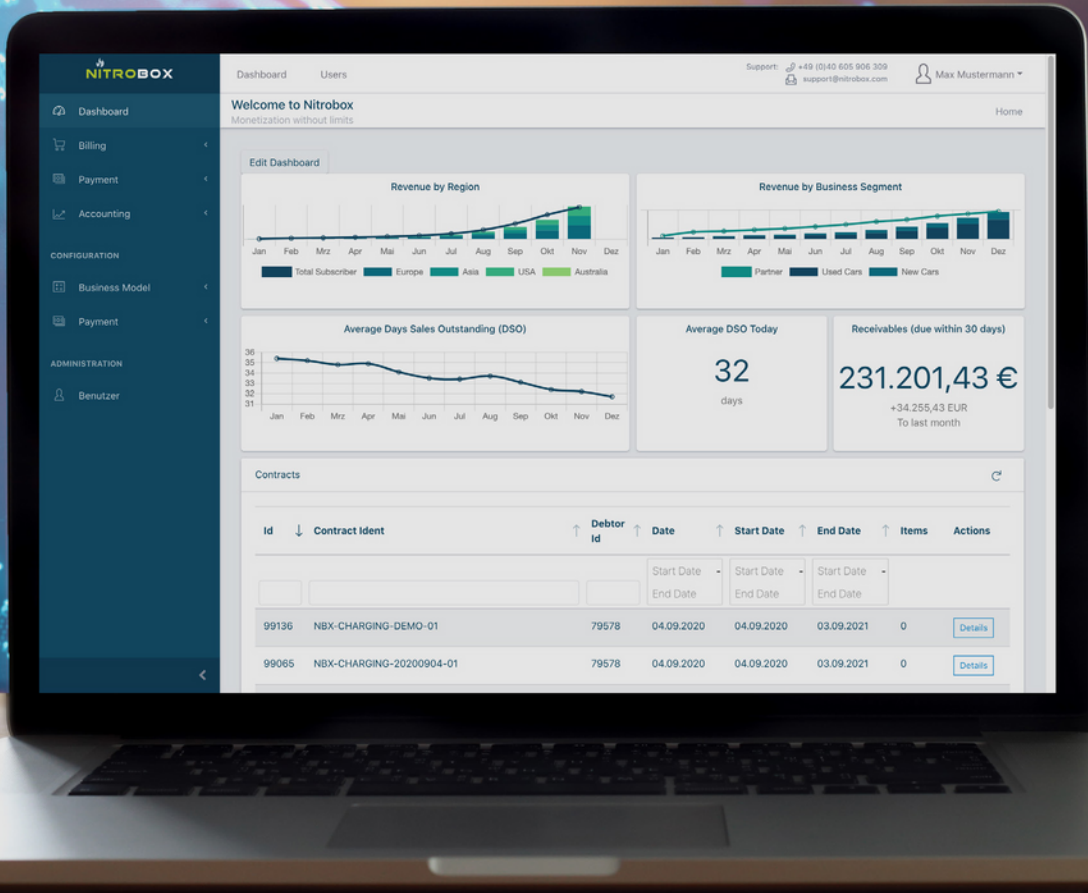 NITROBOX
Dashboard Users
Support: +49 (0)40 605 906 309
support@nitrobox.com
Max Mustermann
Dashboard
Billing
Payment
Accounting
CONFIGURATION
Business Model
Payment
ADMINISTRATION
Benutzer
Welcome to Nitrobox
Monetization without limits
Home
Edit Dashboard
Revenue by Region
Jan Feb Mrz Apr Mai Jun Jul Aug Sep Okt Nov Dez
Total Subscriber Europe Asia USA Australia
Revenue by Business Segment
Jan Feb Mrz Apr Mai Jun Jul Aug Sep Okt Nov Dez
Partner Used Cars New Cars
Average Days Sales Outstanding (DSO)
36
35
34
33
32
31
Jan Feb Mrz Apr Mai Jun Jul Aug Sep Okt Nov Dez
Average DSO Today
32
days
Receivables (due within 30 days)
231.201,43 €
+34.255,43 EUR
To last month
Contracts
Id Contract Ident Debtor Id Date Start Date End Date Items Actions
Start Date Start Date Start Date
End Date End Date End Date
99136 NBX-CHARGING-DEMO-01 79578 04.09.2020 04.09.2020 03.09.2021 0 Details
99065 NBX-CHARGING-20200904-01 79578 04.09.2020 04.09.2020 03.09.2021 0 Details